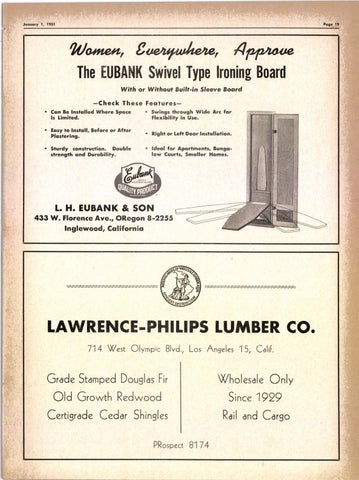 January 1, 1951
Page 19
Women, Everywhere, Approve
The EUBANK Swivel Type Ironing Board
With or Without Built-in Sleeve Board
—Check These Features—
• Can Be Installed Where Space Is Limited.
• Easy to Install, Before or After Plastering.
• Sturdy construction. Double strength and Durability.
• Swings through Wide Arc for Flexibility in Use.
• Right or Left Door Installation.
• Ideal for Apartments, Bungalow Courts, Smaller Homes.
Eubank
QUALITY PRODUCT
L. H. EUBANK & SON
433 W. Florence Ave., ORegon 8-2255
Inglewood, California
LAWRENCE-PHILIPS LUMBER CO.
714 West Olympic Blvd., Los Angeles 15, Calif.
Grade Stamped Douglas Fir
Old Growth Redwood
Certigrade Cedar Shingles
Wholesale Only
Since 1929
Rail and Cargo
PRospect 8174